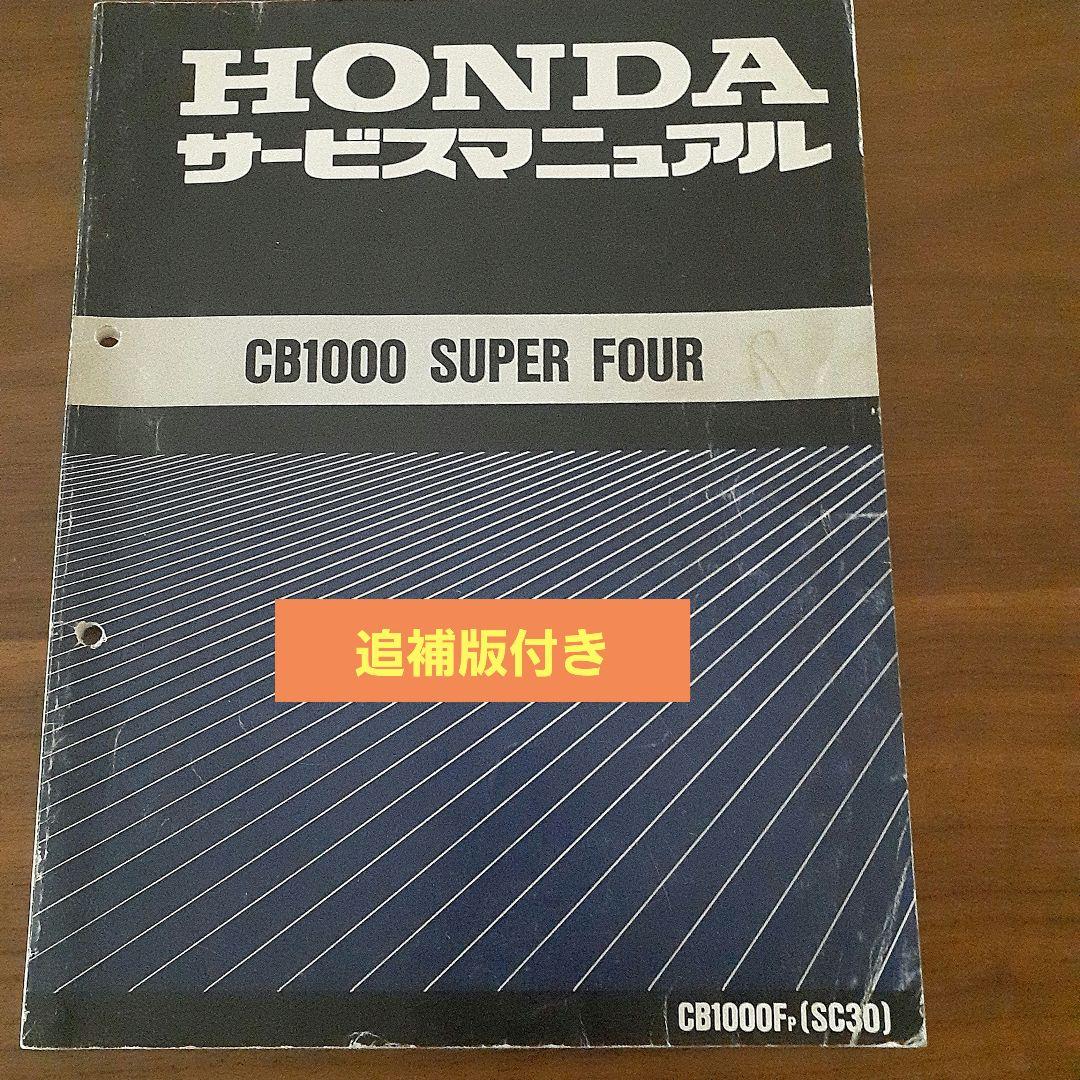 HONDA
サービスマニュアル
CB1000 SUPER FOUR
追補版付き
CB1000FP (SC30)